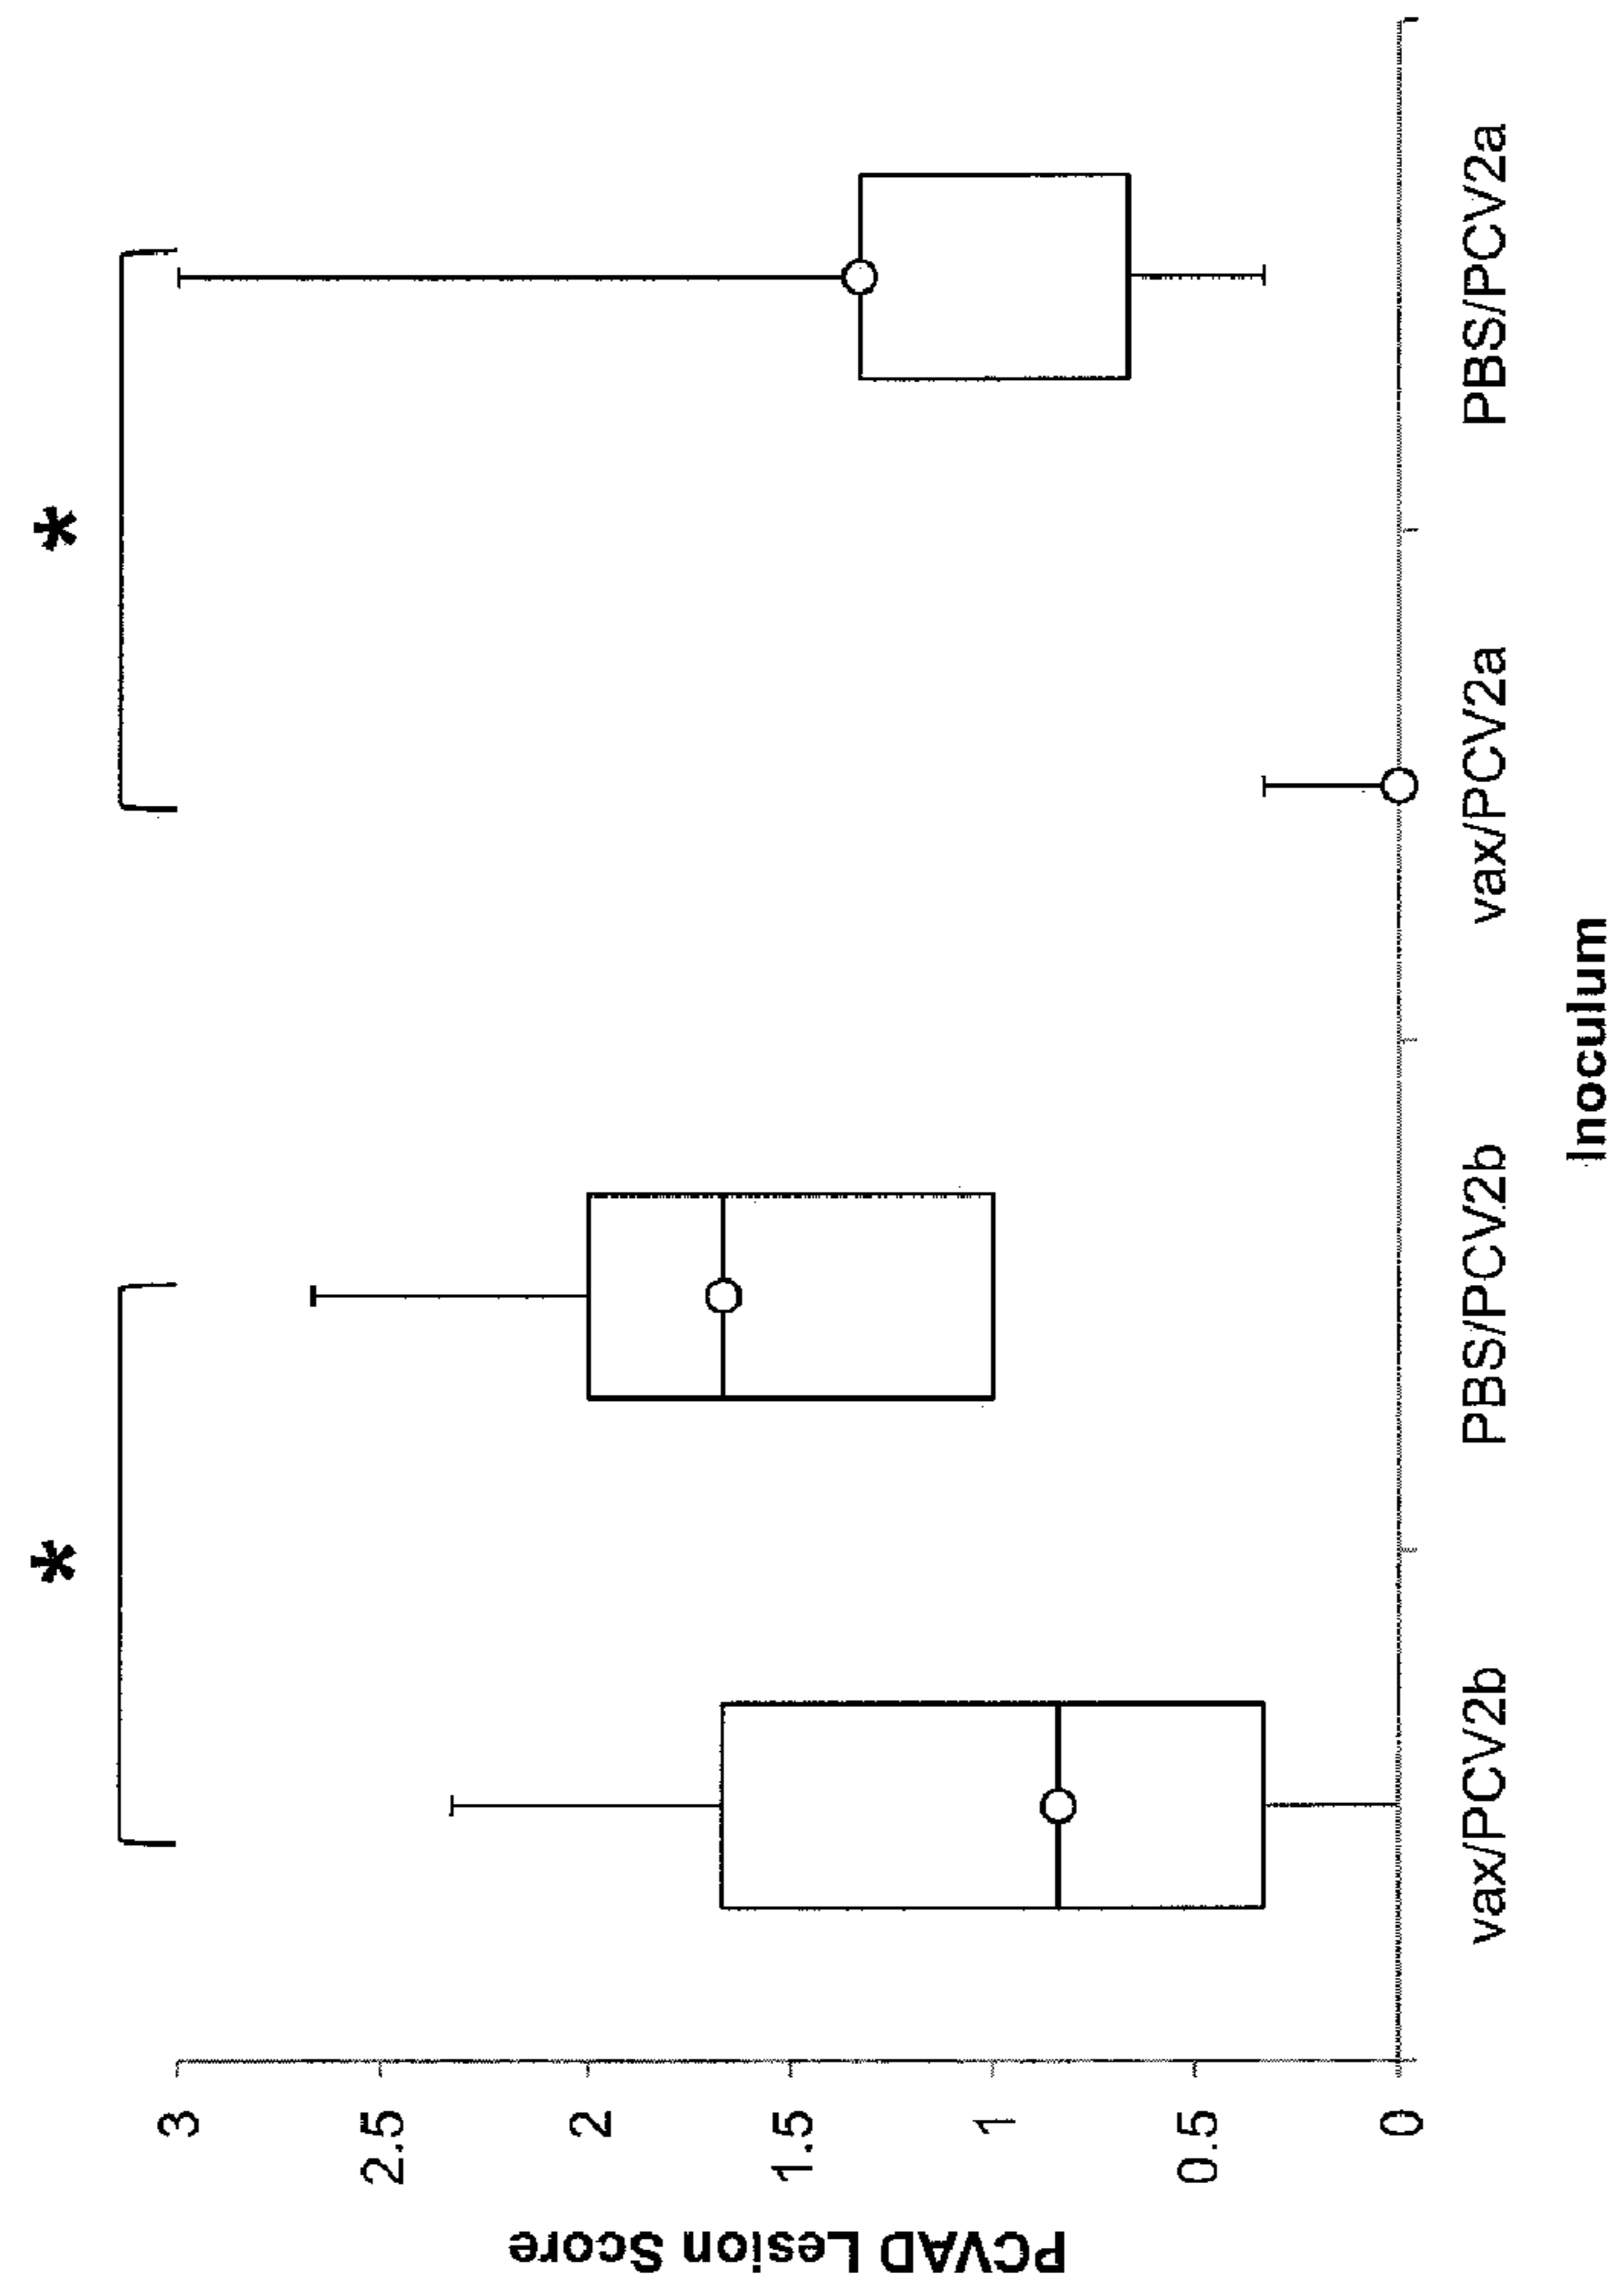 *
*
3
2.5
2
1.5
1
0.5
0
PCVAD Lesion Score
vax/PCV2b
PBS/PCV2b
vax/PCV2a
PBS/PCV2a
Inoculum